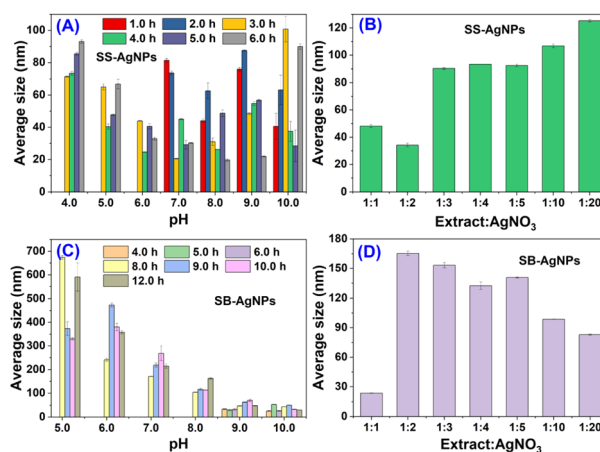 (A)
1.0 h 2.0 h 3.0 h
4.0 h 5.0 h 6.0 h
SS-AgNPs
Average size (nm)
100
80
60
40
20
0
4.0 5.0 6.0 7.0 8.0 9.0 10.0
pH
(B)
SS-AgNPs
Average size (nm)
120
100
80
60
40
20
0
1:1 1:2 1:3 1:4 1:5 1:10 1:20
Extract:AgNO3
(C)
4.0 h 5.0 h 6.0 h
8.0 h 9.0 h 10.0 h
12.0 h
SB-AgNPs
Average size (nm)
700
600
500
400
300
200
100
0
5.0 6.0 7.0 8.0 9.0 10.0
pH
(D)
SB-AgNPs
Average size (nm)
180
150
120
90
60
30
0
1:1 1:2 1:3 1:4 1:5 1:10 1:20
Extract:AgNO3